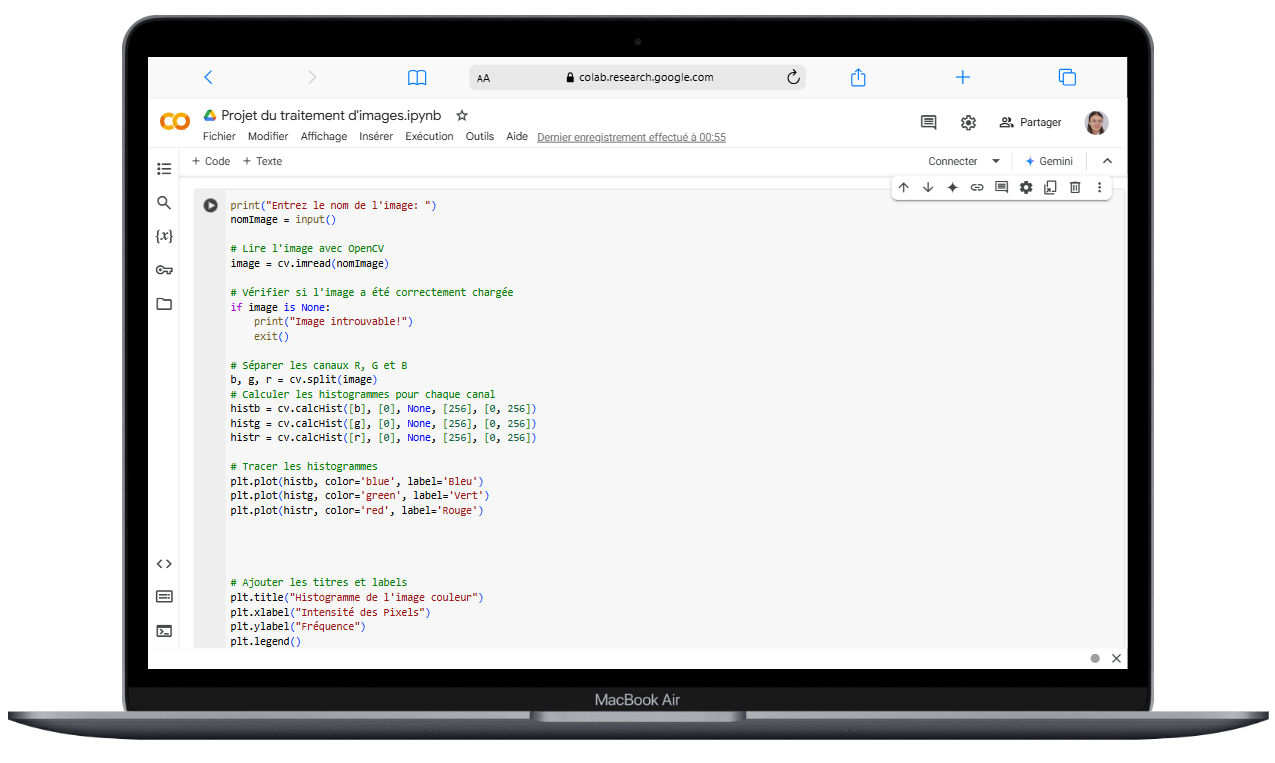 AA
colab.research.google.com
CO
Projet du traitement d'images.ipynb
Fichier Modifier Affichage Insérer Exécution Outils Aide Dernier enregistrement effectué à 00:55
Partager
+ Code + Texte
Connecter
Gemini
{x}
print("Entrez le nom de l'image: ")
nomImage = input()
# Lire l'image avec OpenCV
image = cv.imread(nomImage)
# Vérifier si l'image a été correctement chargée
if image is None:
    print("Image introuvable!")
    exit()
# Séparer les canaux R, G et B
b, g, r = cv.split(image)
# Calculer les histogrammes pour chaque canal
histb = cv.calcHist([b], [0], None, [256], [0, 256])
histg = cv.calcHist([g], [0], None, [256], [0, 256])
histr = cv.calcHist([r], [0], None, [256], [0, 256])
# Tracer les histogrammes
plt.plot(histb, color='blue', label='Bleu')
plt.plot(histg, color='green', label='Vert')
plt.plot(histr, color='red', label='Rouge')
# Ajouter les titres et labels
plt.title("Histogramme de l'image couleur")
plt.xlabel("Intensité des Pixels")
plt.ylabel("Fréquence")
plt.legend()
MacBook Air